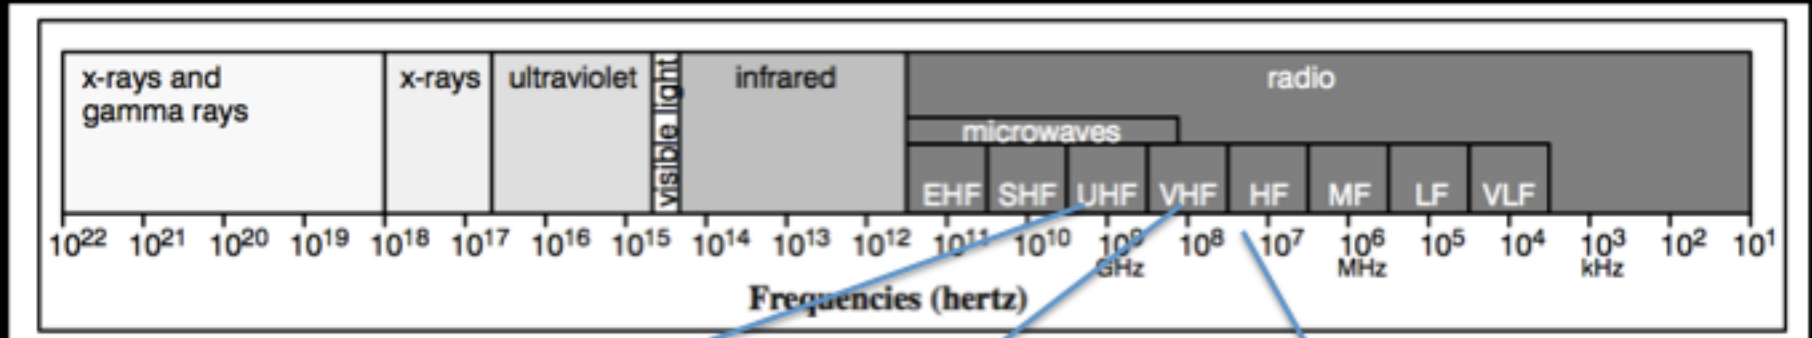 x-rays and
gamma rays
x-rays
ultraviolet
visible light
infrared
radio
microwaves
EHF SHF UHF VHF HF MF LF VLF
10²² 10²¹ 10²⁰ 10¹⁹ 10¹⁸ 10¹⁷ 10¹⁶ 10¹⁵ 10¹⁴ 10¹³ 10¹² 10¹¹ 10¹⁰ 10⁹ 10⁸ 10⁷ 10⁶ 10⁵ 10⁴ 10³ 10² 10¹
GHz MHz kHz
Frequencies (hertz)